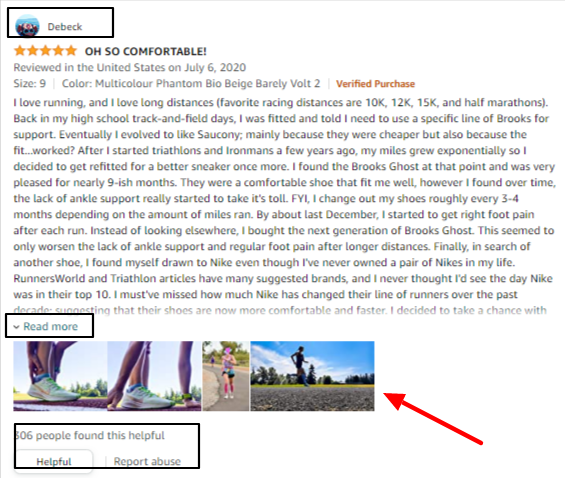 Debeck
OH SO COMFORTABLE!
Reviewed in the United States on July 6, 2020
Size: 9 | Color: Multicolour Phantom Bio Beige Barely Volt 2 | Verified Purchase
I love running, and I love long distances (favorite racing distances are 10K, 12K, 15K, and half marathons).
Back in my high school track-and-field days, I was fitted and told I need to use a specific line of Brooks for
support. Eventually I evolved to like Saucony; mainly because they were cheaper but also because the
fit...worked? After I started triathlons and Ironmans a few years ago, my miles grew exponentially so I
decided to get refitted for a better sneaker once more. I found the Brooks Ghost at that point and was very
pleased for nearly 9-ish months. They were a comfortable shoe that fit me well, however I found over time,
the lack of ankle support really started to take it's toll. FYI, I change out my shoes roughly every 3-4
months depending on the amount of miles ran. By about last December, I started to get right foot pain
after each run. Instead of looking elsewhere, I bought the next generation of Brooks Ghost. This seemed to
only worsen the lack of ankle support and regular foot pain after longer distances. Finally, in search of
another shoe, I found myself drawn to Nike even though I've never owned a pair of Nikes in my life.
RunnersWorld and Triathlon articles have many suggested brands, and I never thought I'd see the day Nike
was in their top 10. I must've missed how much Nike has changed their line of runners over the past
decade; suggesting that their shoes are now more comfortable and faster. I decided to take a chance with
Read more
306 people found this helpful
Helpful | Report abuse